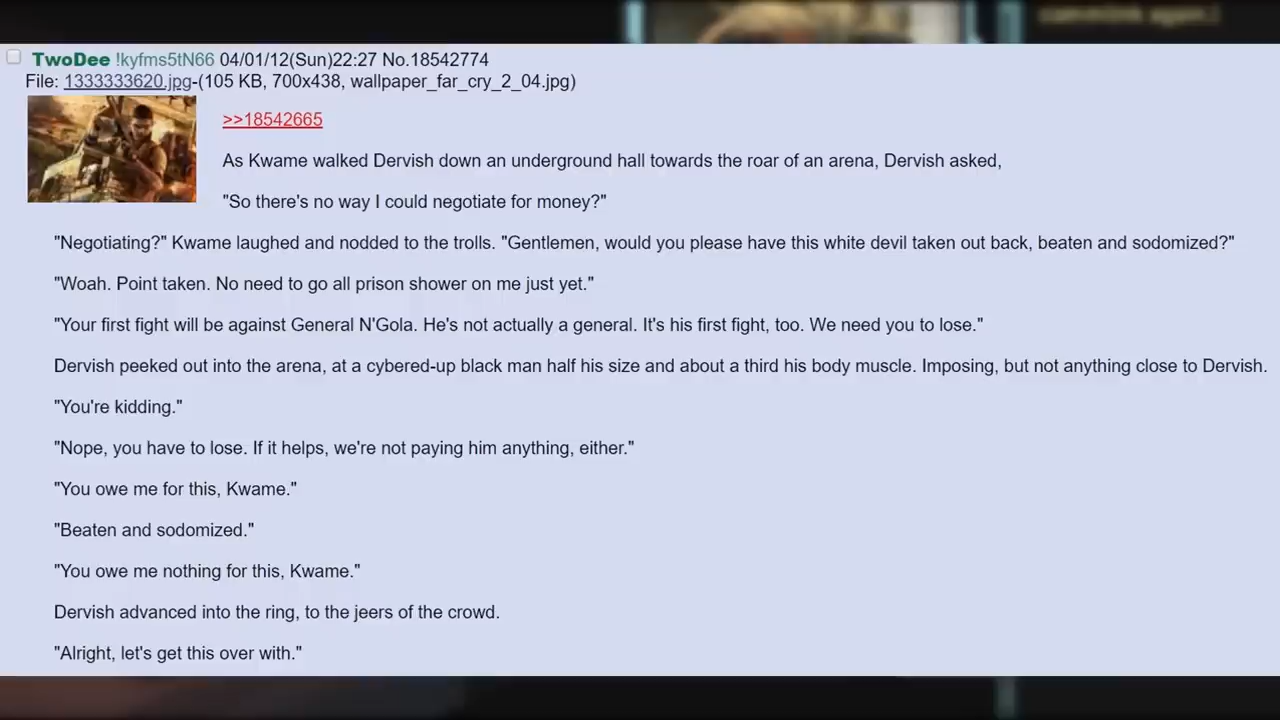 TwoDee !kyfms5tN66 04/01/12(Sun)22:27 No.18542774
File: 1333333620.jpg-(105 KB, 700x438, wallpaper_far_cry_2_04.jpg)
>>18542665
As Kwame walked Dervish down an underground hall towards the roar of an arena, Dervish asked,
"So there's no way I could negotiate for money?"
"Negotiating?" Kwame laughed and nodded to the trolls. "Gentlemen, would you please have this white devil taken out back, beaten and sodomized?"
"Woah. Point taken. No need to go all prison shower on me just yet."
"Your first fight will be against General N'Gola. He's not actually a general. It's his first fight, too. We need you to lose."
Dervish peeked out into the arena, at a cybered-up black man half his size and about a third his body muscle. Imposing, but not anything close to Dervish.
"You're kidding."
"Nope, you have to lose. If it helps, we're not paying him anything, either."
"You owe me for this, Kwame."
"Beaten and sodomized."
"You owe me nothing for this, Kwame."
Dervish advanced into the ring, to the jeers of the crowd.
"Alright, let's get this over with."